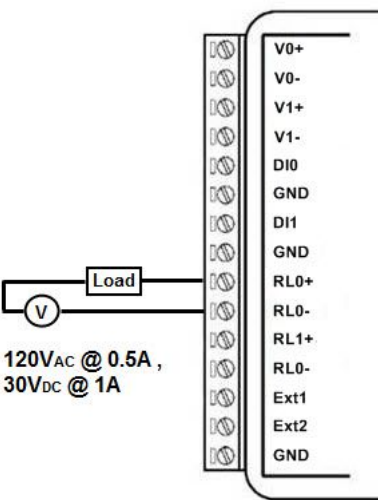 V0+
V0-
V1+
V1-
DI0
GND
DI1
GND
RL0+
RL0-
RL1+
RL0-
Ext1
Ext2
GND
Load
V
120VAC @ 0.5A ,
30VDC @ 1A